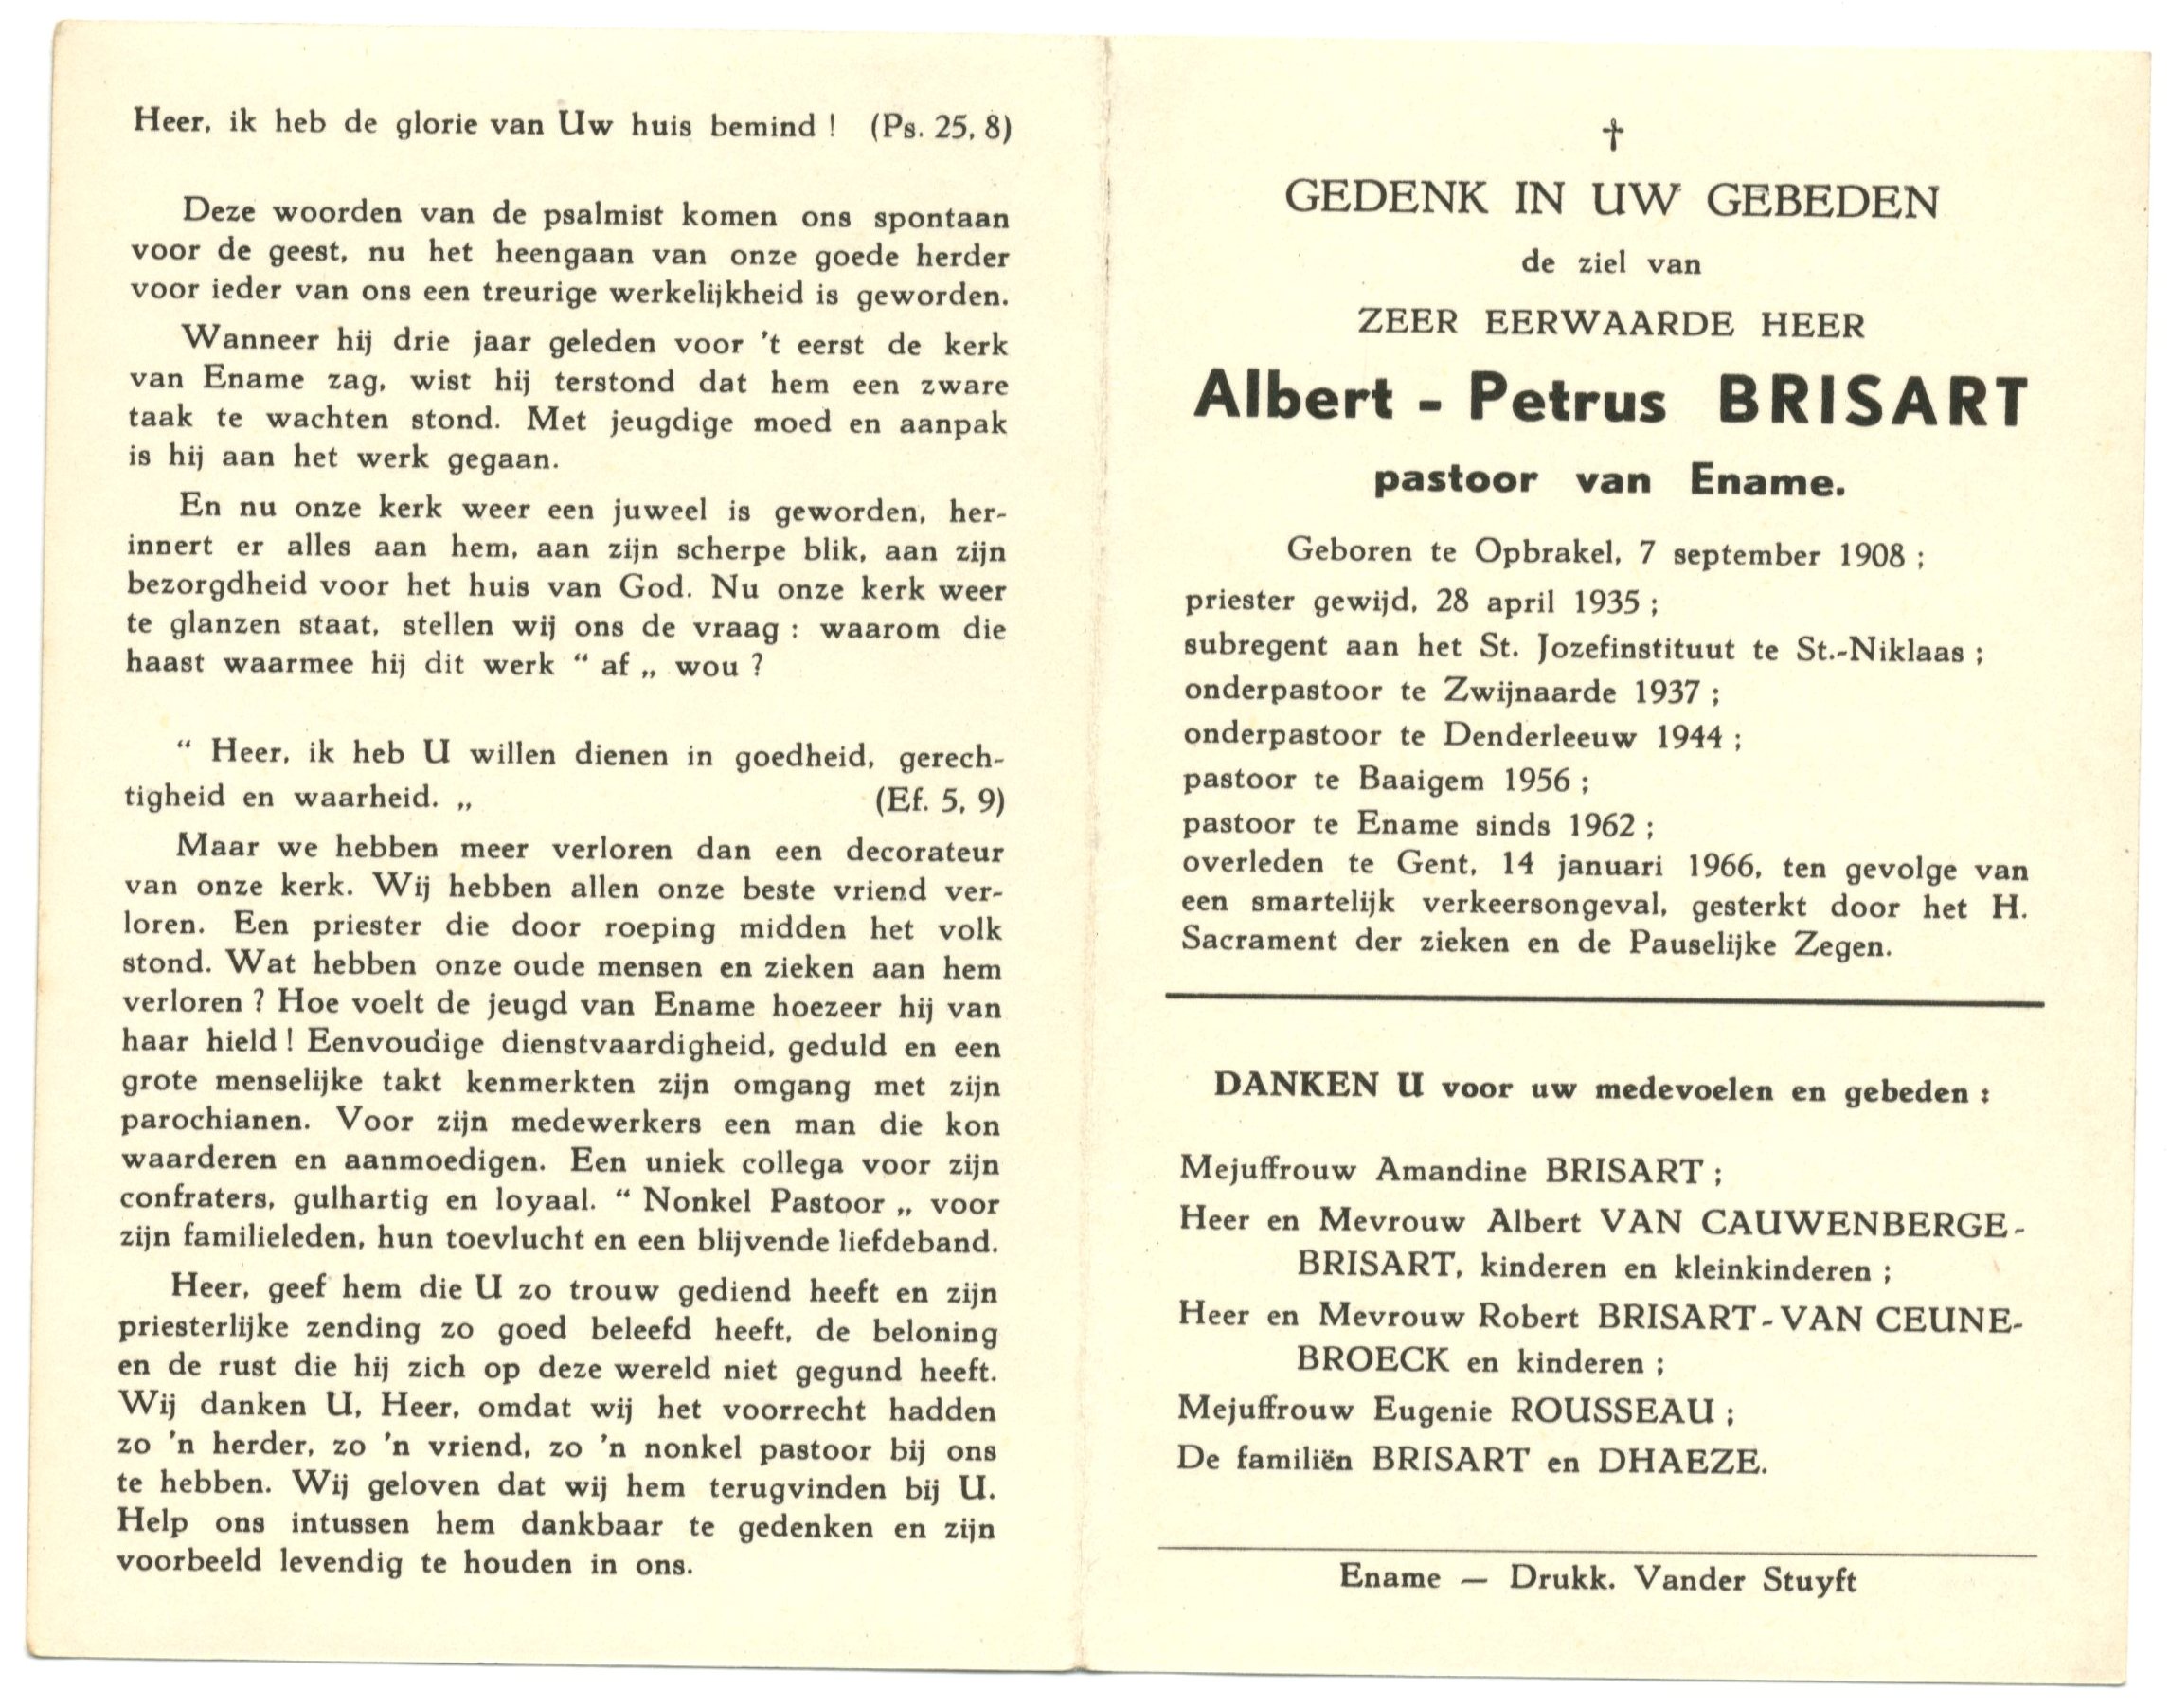 Heer, ik heb de glorie van Uw huis bemind ! (Ps. 25, 8)
Deze woorden van de psalmist komen ons spontaan
voor de geest, nu het heengaan van onze goede herder
voor ieder van ons een treurige werkelijkheid is geworden.
Wanneer hij drie jaar geleden voor 't eerst de kerk
van Ename zag, wist hij terstond dat hem een zware
taak te wachten stond. Met jeugdige moed en aanpak
is hij aan het werk gegaan.
En nu onze kerk weer een juweel is geworden, her-
innert er alles aan hem, aan zijn scherpe blik, aan zijn
bezorgdheid voor het huis van God. Nu onze kerk weer
te glanzen staat, stellen wij ons de vraag : waarom die
haast waarmee hij dit werk “ af „ wou ?
“ Heer, ik heb U willen dienen in goedheid, gerech-
tigheid en waarheid. „ (Ef. 5, 9)
Maar we hebben meer verloren dan een decorateur
van onze kerk. Wij hebben allen onze beste vriend ver-
loren. Een priester die door roeping midden het volk
stond. Wat hebben onze oude mensen en zieken aan hem
verloren ? Hoe voelt de jeugd van Ename hoezeer hij van
haar hield ! Eenvoudige dienstvaardigheid, geduld en een
grote menselijke takt kenmerkten zijn omgang met zijn
parochianen. Voor zijn medewerkers een man die kon
waarderen en aanmoedigen. Een uniek collega voor zijn
confraters, gulhartig en loyaal. “ Nonkel Pastoor „ voor
zijn familieleden, hun toevlucht en een blijvende liefdeband.
Heer, geef hem die U zo trouw gediend heeft en zijn
priesterlijke zending zo goed beleefd heeft, de beloning
en de rust die hij zich op deze wereld niet gegund heeft.
Wij danken U, Heer, omdat wij het voorrecht hadden
zo 'n herder, zo 'n vriend, zo 'n nonkel pastoor bij ons
te hebben. Wij geloven dat wij hem terugvinden bij U.
Help ons intussen hem dankbaar te gedenken en zijn
voorbeeld levendig te houden in ons.
†
GEDENK IN UW GEBEDEN
de ziel van
ZEER EERWAARDE HEER
Albert - Petrus BRISART
pastoor van Ename.
Geboren te Opbrakel, 7 september 1908 ;
priester gewijd, 28 april 1935 ;
subregent aan het St. Jozefinstituut te St.-Niklaas ;
onderpastoor te Zwijnaarde 1937 ;
onderpastoor te Denderleeuw 1944 ;
pastoor te Baaigem 1956 ;
pastoor te Ename sinds 1962 ;
overleden te Gent, 14 januari 1966, ten gevolge van
een smartelijk verkeersongeval, gesterkt door het H.
Sacrament der zieken en de Pauselijke Zegen.
DANKEN U voor uw medevoelen en gebeden :
Mejuffrouw Amandine BRISART ;
Heer en Mevrouw Albert VAN CAUWENBERGE-
BRISART, kinderen en kleinkinderen ;
Heer en Mevrouw Robert BRISART-VAN CEUNE-
BROECK en kinderen ;
Mejuffrouw Eugenie ROUSSEAU ;
De familiën BRISART en DHAEZE.
Ename — Drukk. Vander Stuyft